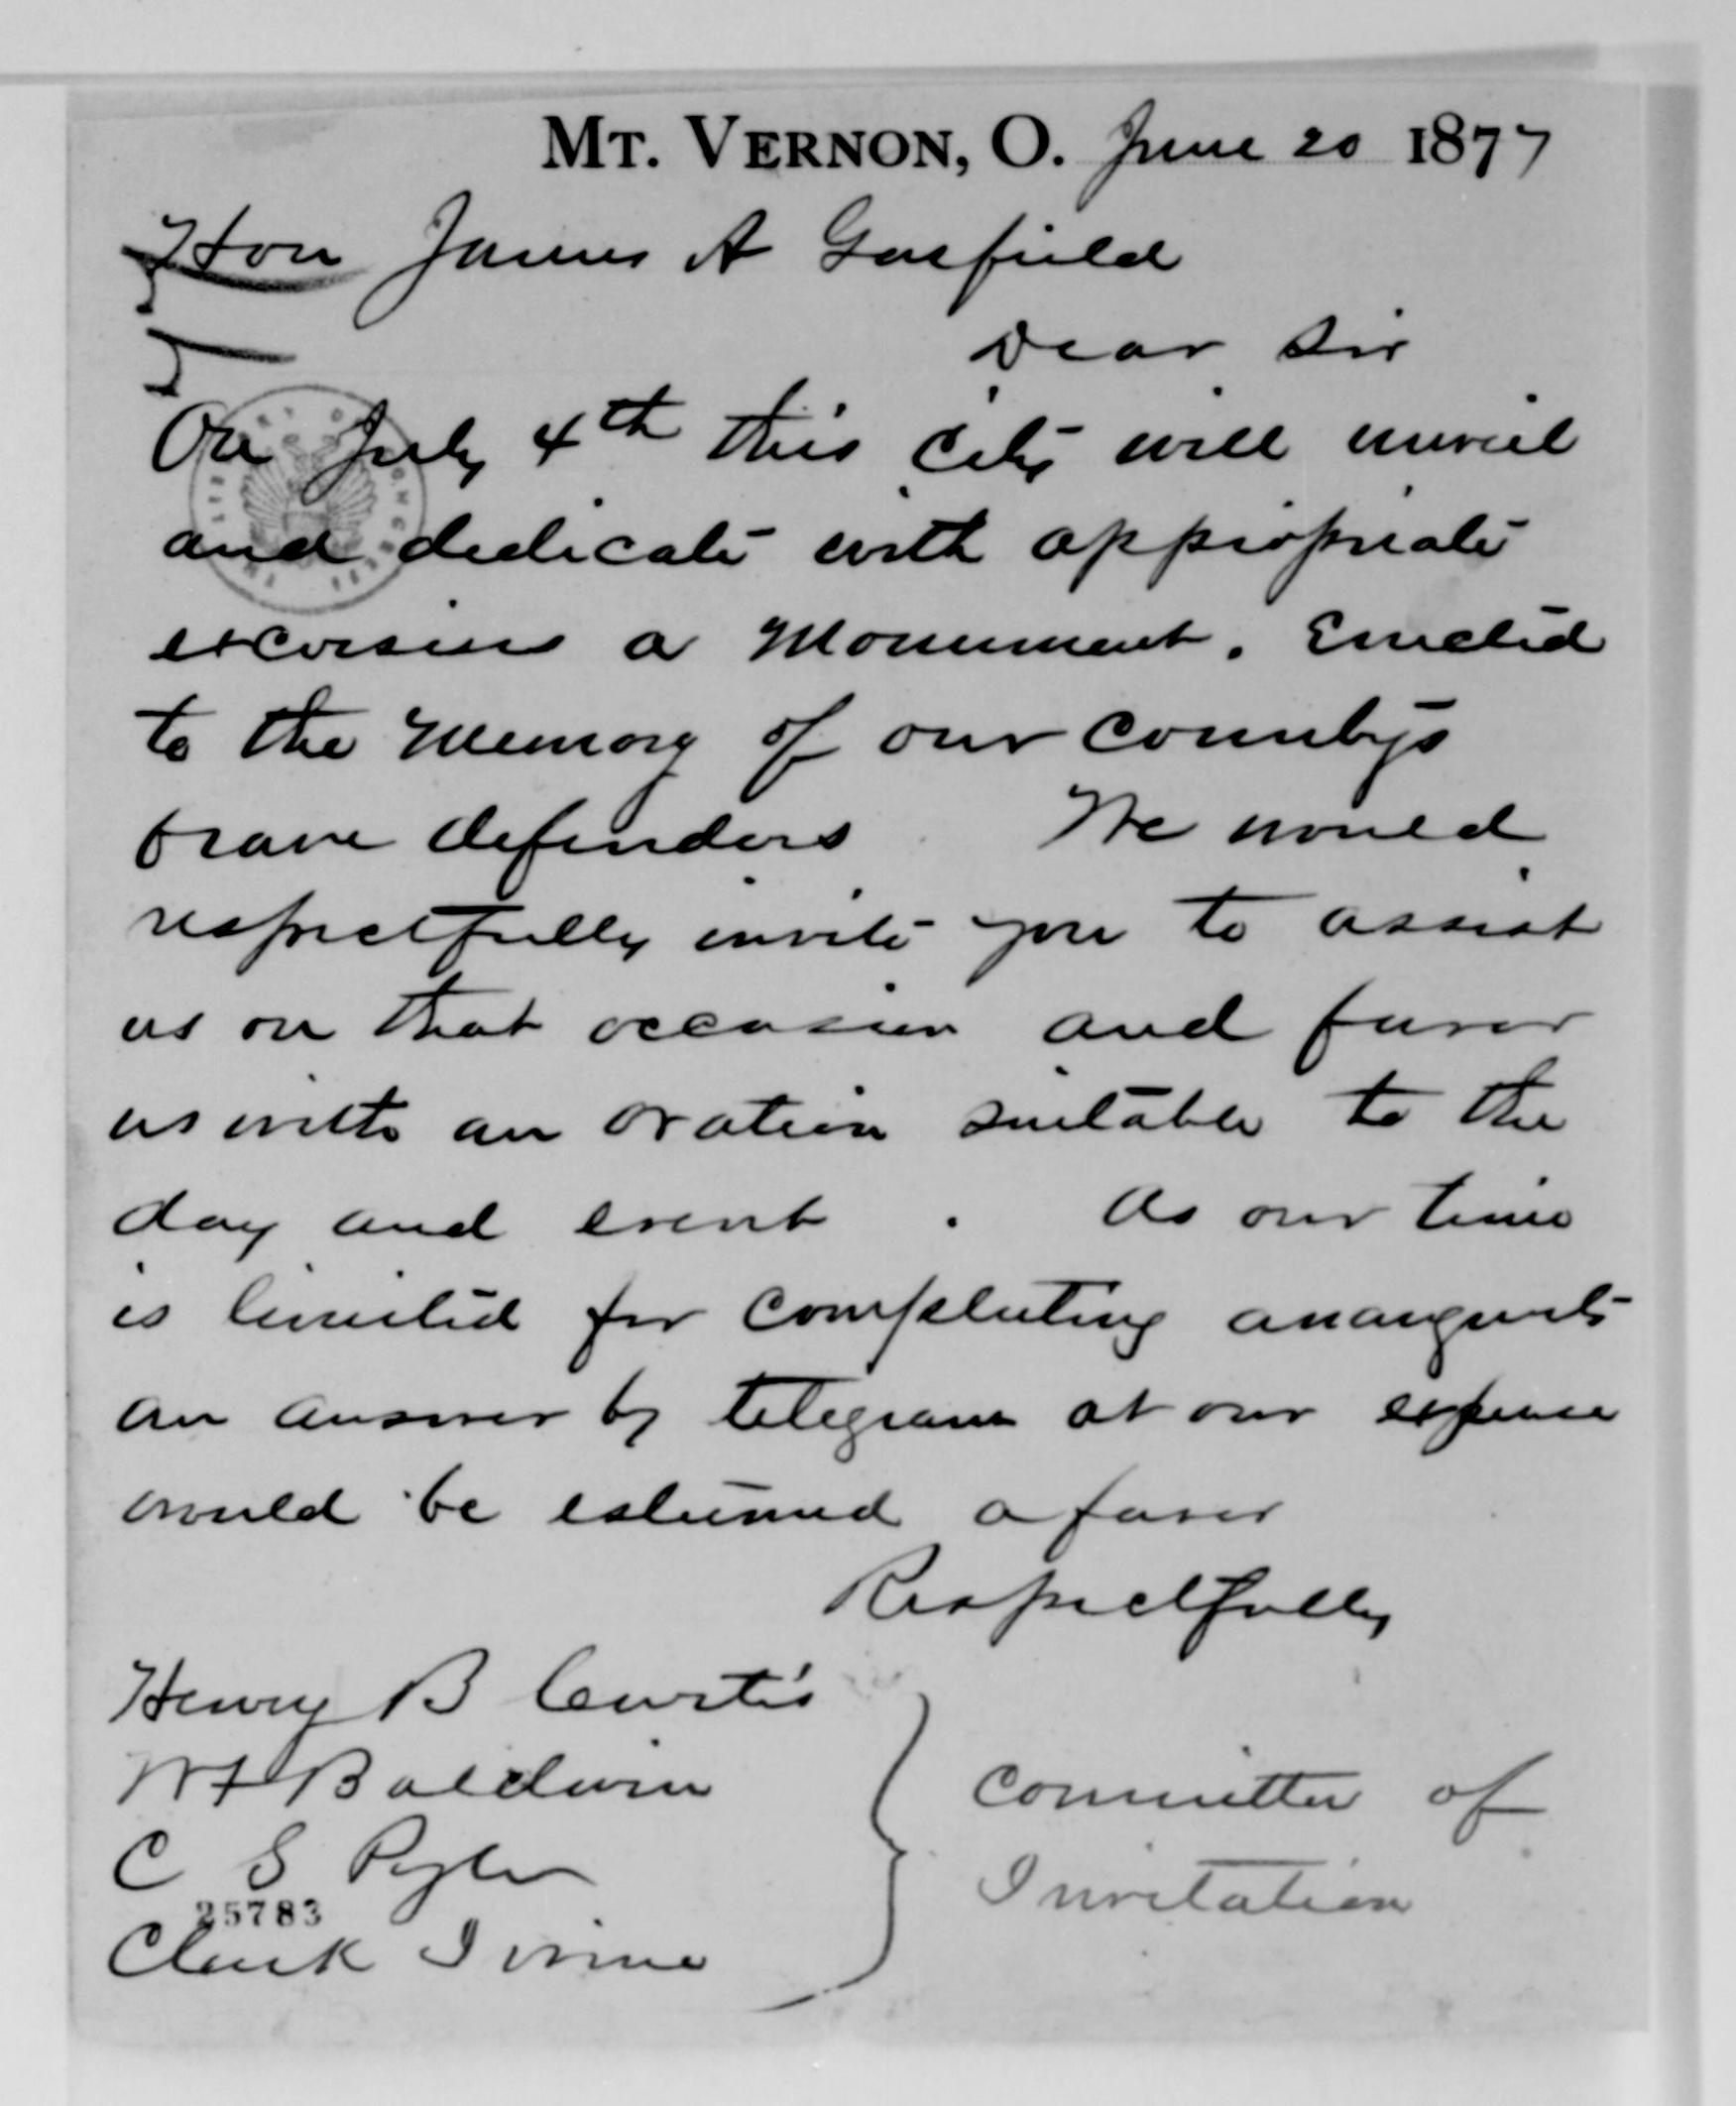 MT. VERNON, O. June 20 1877
Hon James A Garfield
Dear Sir
On July 4th this City will unveil
and dedicate with appropriate
excersises a Monument. Erected
to the Memory of our Countys
brave defenders We would
respectfully invite you to assist
us on that occasion and favor
us with an oration suitable to the
day and event. As our time
is limited for completing arrangmts
an answer by telegram at our expense
would be esteemed a favor
Respectfully
Henry B Curtis
Baldwin
C S Pyle
25783
Clark Irvine
Committee of
Invitation